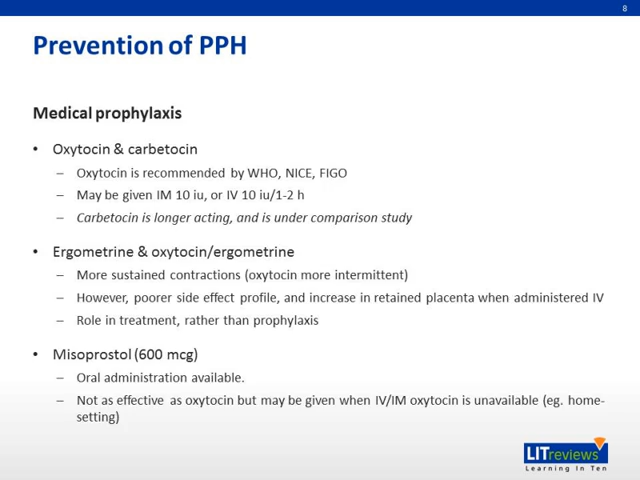 8
Prevention of PPH
Medical prophylaxis
• Oxytocin & carbetocin
– Oxytocin is recommended by WHO, NICE, FIGO
– May be given IM 10 iu, or IV 10 iu/1-2 h
– Carbetocin is longer acting, and is under comparison study
• Ergometrine & oxytocin/ergometrine
– More sustained contractions (oxytocin more intermittent)
– However, poorer side effect profile, and increase in retained placenta when administered IV
– Role in treatment, rather than prophylaxis
• Misoprostol (600 mcg)
– Oral administration available.
– Not as effective as oxytocin but may be given when IV/IM oxytocin is unavailable (eg. home-
setting)
LITreviews
Learning In Ten